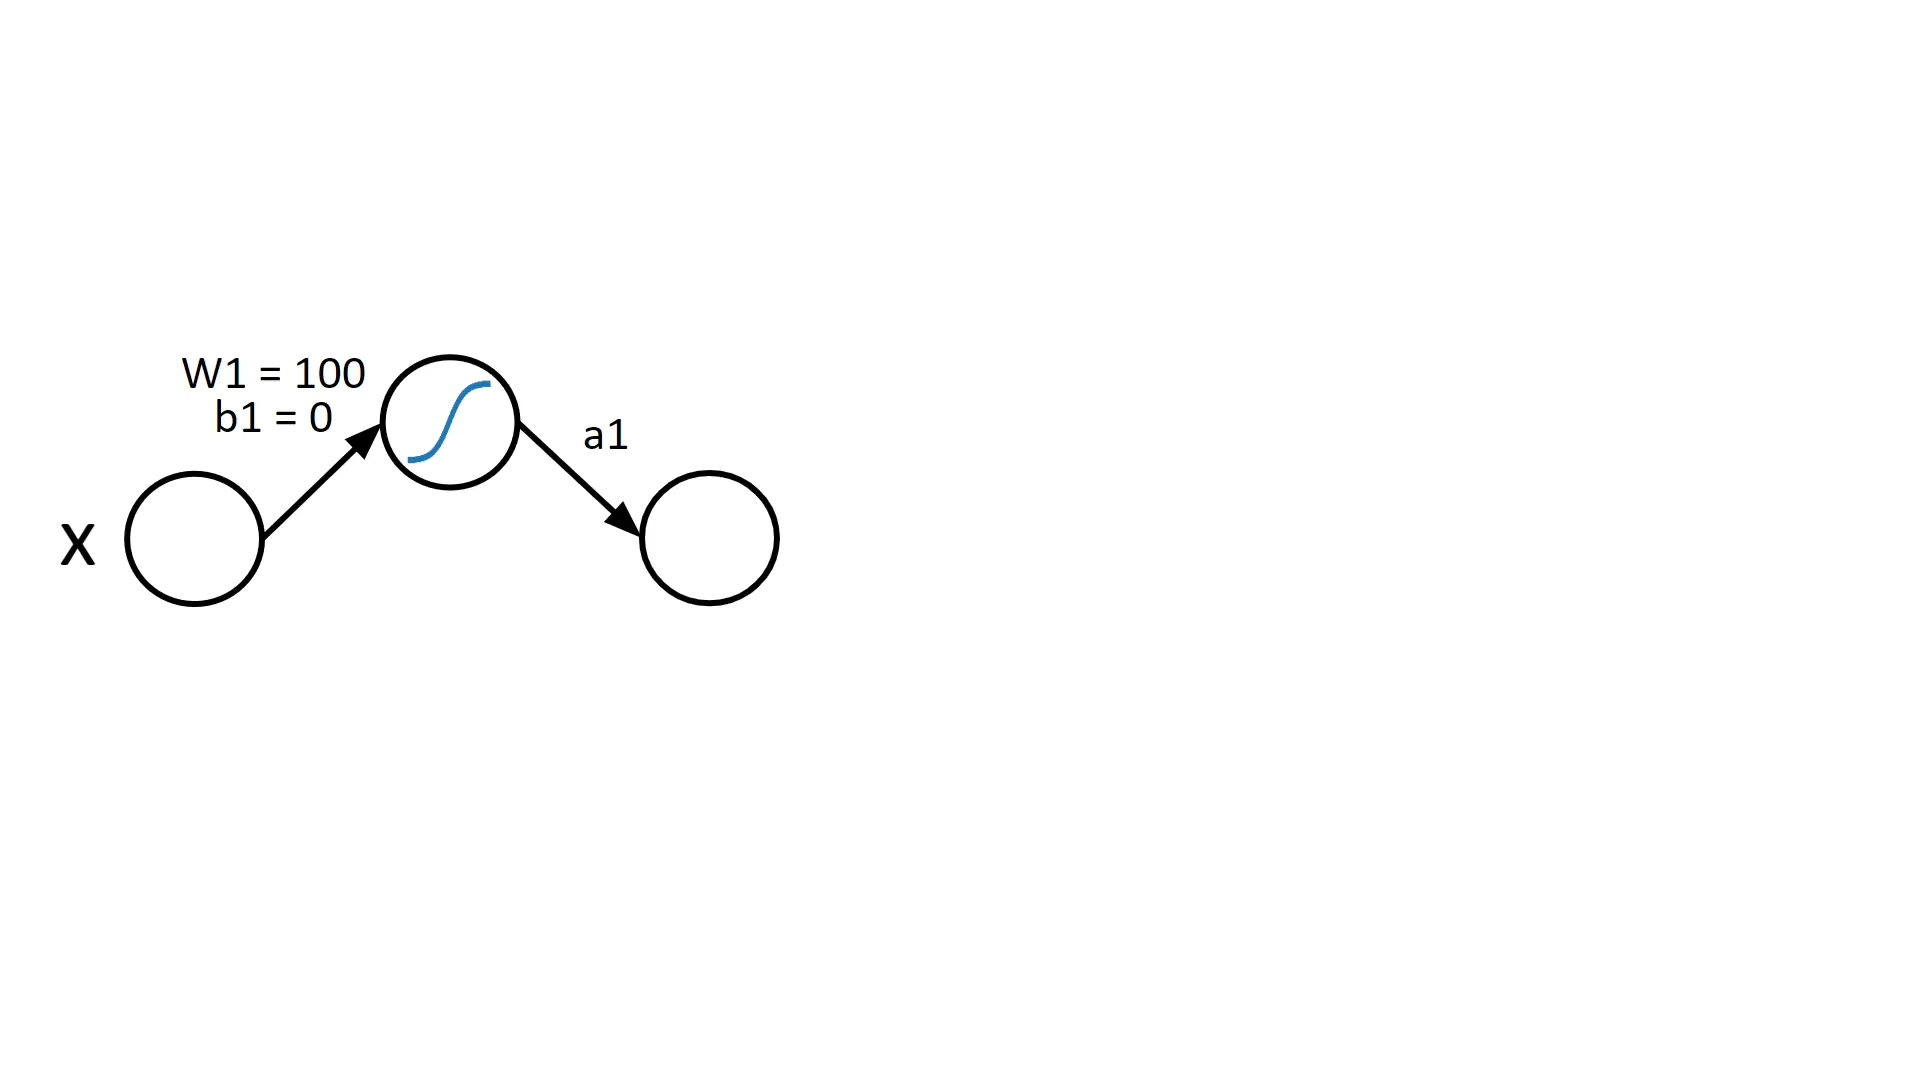 W1 = 100
b1 = 0
a1
X